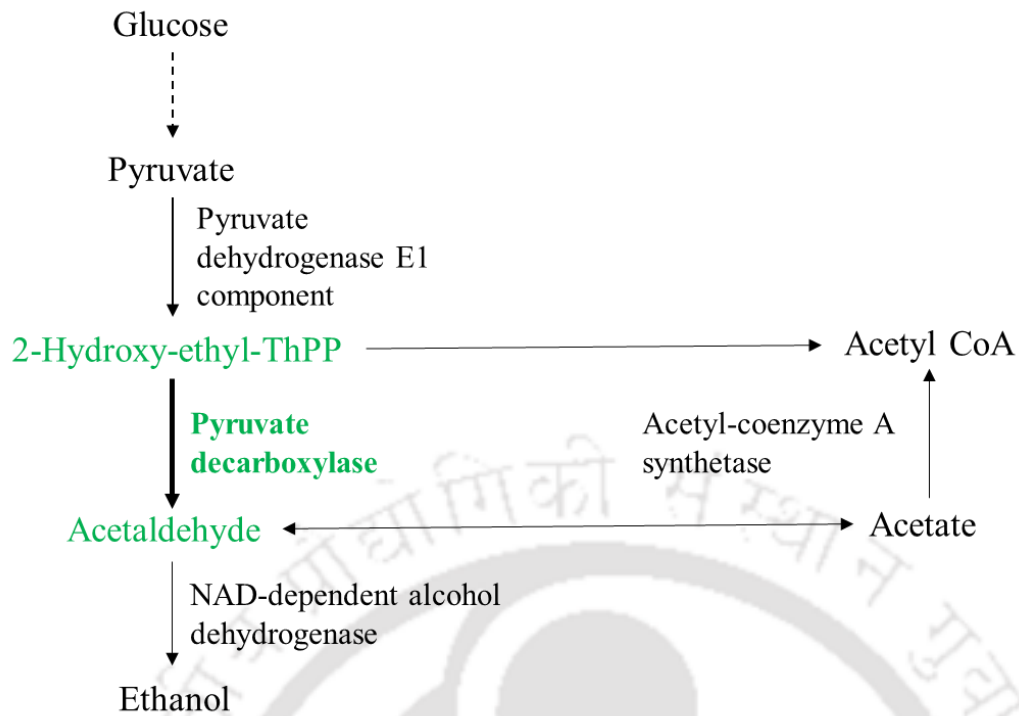 Glucose
Pyruvate
Pyruvate
dehydrogenase E1
component
2-Hydroxy-ethyl-ThPP
Acetyl CoA
Pyruvate
decarboxylase
Acetyl-coenzyme A
synthetase
Acetaldehyde
Acetate
NAD-dependent alcohol
dehydrogenase
Ethanol